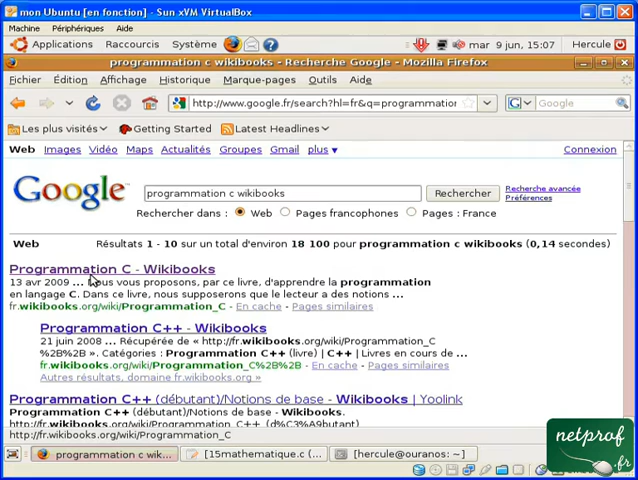 mon Ubuntu [en fonction] - Sun xVM VirtualBox
Machine Périphériques Aide
Applications Raccourcis Système mar 9 jun, 15:07 Hercule
programmation c wikibooks - Recherche Google - Mozilla Firefox
Fichier Édition Affichage Historique Marque-pages Outils Aide
http://www.google.fr/search?hl=fr&q=programmation Google
Les plus visités Getting Started Latest Headlines
Web Images Vidéo Maps Actualités Groupes Gmail plus ▼ Connexion
Google programmation c wikibooks Rechercher Recherche avancée
Préférences
Rechercher dans : Web Pages francophones Pages : France
Web Résultats 1 - 10 sur un total d'environ 18 100 pour programmation c wikibooks (0,14 secondes)
Programmation C - Wikibooks
13 avr 2009 ... Nous vous proposons, par ce livre, d'apprendre la programmation
en langage C. Dans ce livre, nous supposerons que le lecteur a des notions ...
fr.wikibooks.org/wiki/Programmation_C - En cache - Pages similaires
Programmation C++ - Wikibooks
21 juin 2008 ... Récupérée de « http://fr.wikibooks.org/wiki/Programmation_C
%2B%2B ». Catégories : Programmation C++ (livre) | C++ | Livres en cours de ...
fr.wikibooks.org/wiki/Programmation_C%2B%2B - En cache - Pages similaires
Autres résultats, domaine fr.wikibooks.org »
Programmation C++ (débutant)/Notions de base - Wikibooks | Yoolink
Programmation C++ (débutant)/Notions de base - Wikibooks.
http://fr.wikibooks.org/wiki/Programmation_C++_(d%C3%A9butant)
http://fr.wikibooks.org/wiki/Programmation_C
programmation c wik... [15mathematique.c (... [hercule@ouranos: ~]
netprof
.fr